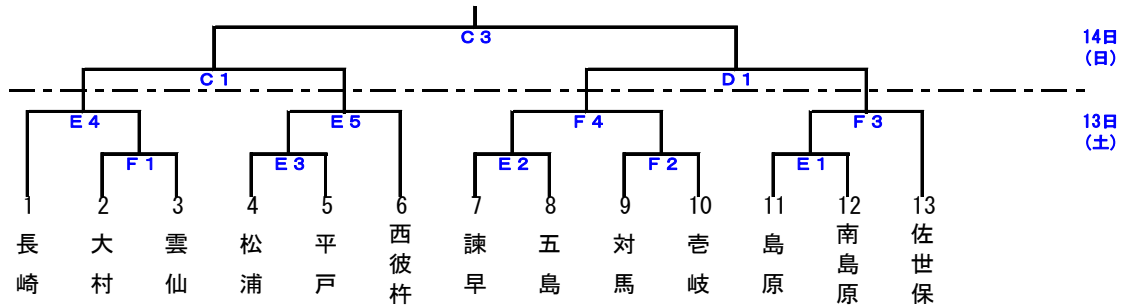 C3
14日
(日)
C1
D1
E4
E5
F4
F3
13日
(土)
F1
E3
E2
F2
E1
1
2
3
4
5
6
7
8
9
10
11
12
13
長崎
大村
雲仙
松浦
平戸
西彼杵
諫早
五島
対馬
壱岐
島原
南島原
佐世保